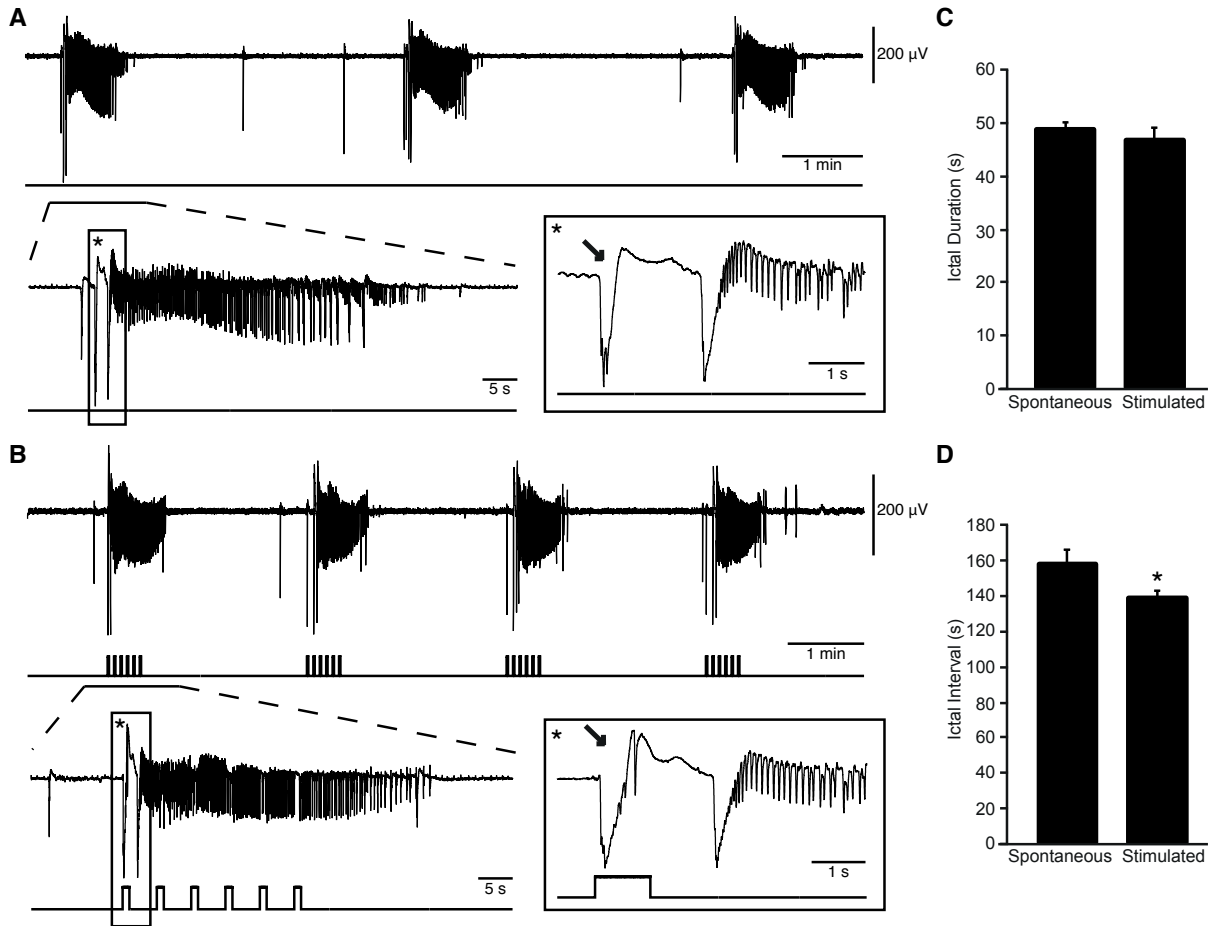 A
200 µV
1 min
*
5 s
*
1 s
B
200 µV
1 min
*
5 s
*
1 s
C
Ictal Duration (s)
60
50
40
30
20
10
0
Spontaneous Stimulated
D
Ictal Interval (s)
180
160
140
120
100
80
60
40
20
0
*
Spontaneous Stimulated